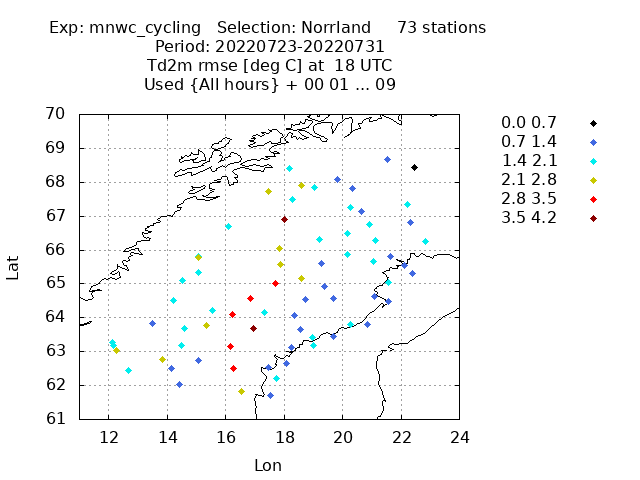 Exp: mnwc_cycling   Selection: Norrland     73 stations
Period: 20220723-20220731
Td2m rmse [deg C] at  18 UTC
Used {All hours} + 00 01 ... 09
70
69
68
67
66
65
64
63
62
61
Lat
12 14 16 18 20 22 24
Lon
0.0 0.7
0.7 1.4
1.4 2.1
2.1 2.8
2.8 3.5
3.5 4.2